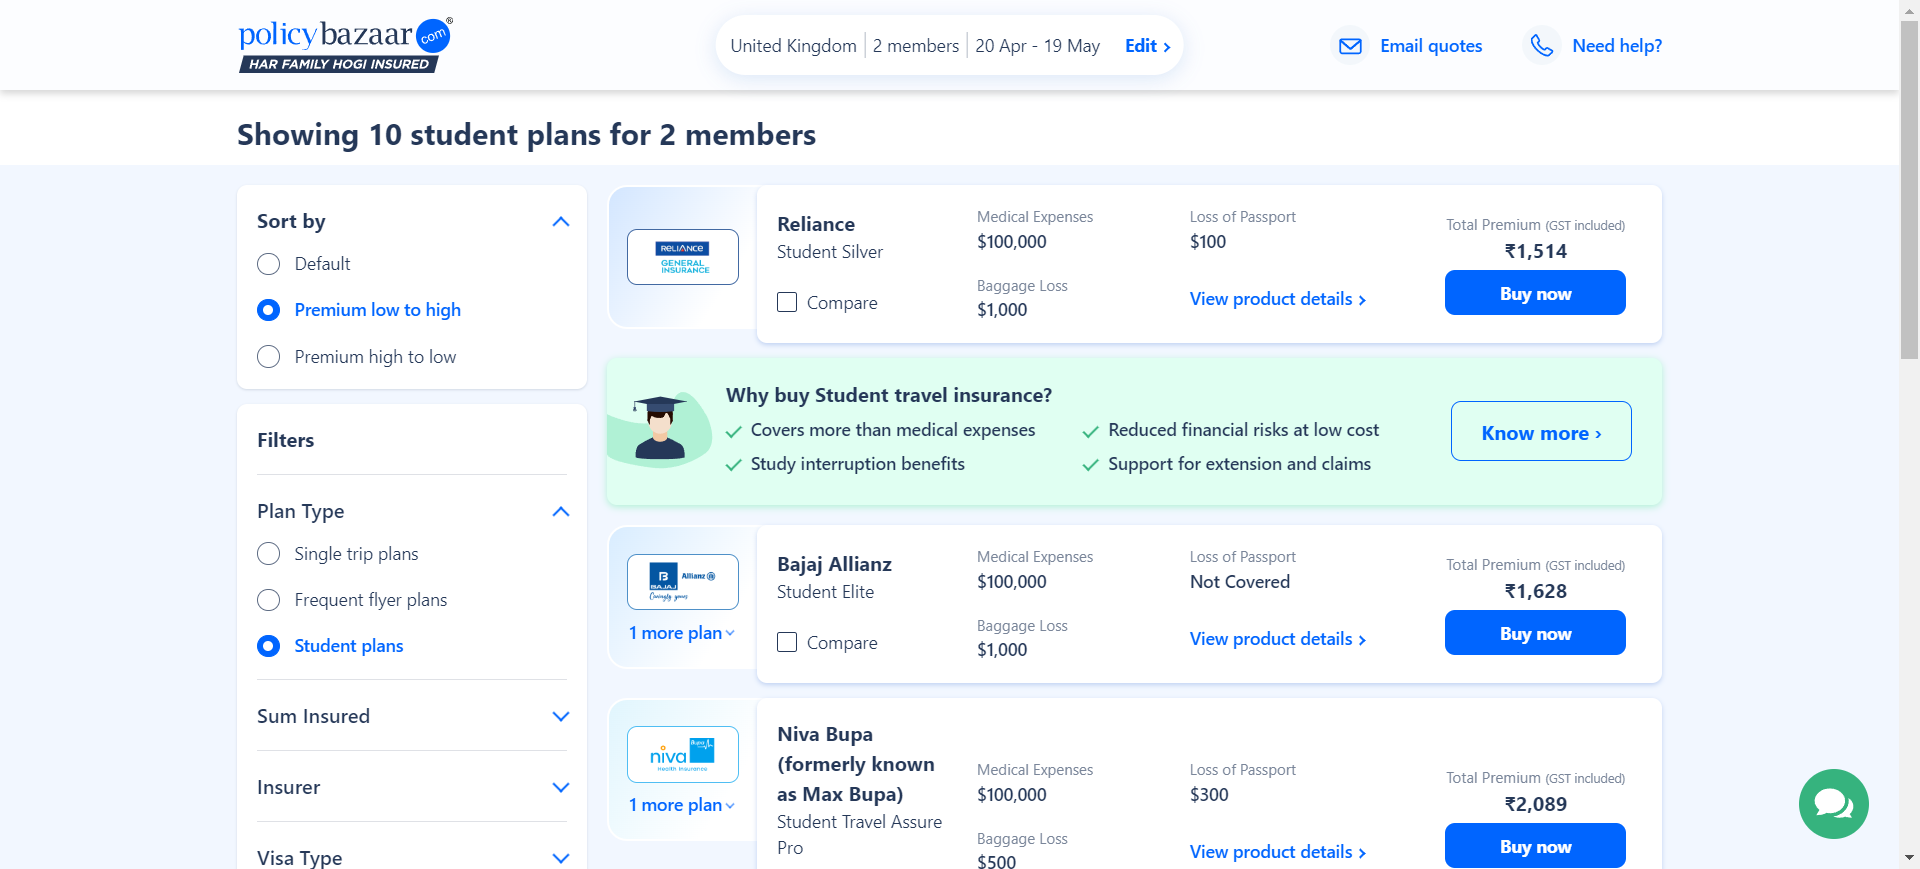 policybazaar.com®
HAR FAMILY HOGI INSURED
United Kingdom 2 members 20 Apr - 19 May Edit ›
Email quotes
Need help?
Showing 10 student plans for 2 members
Sort by
Default
Premium low to high
Premium high to low
Filters
Plan Type
Single trip plans
Frequent flyer plans
Student plans
Sum Insured
Insurer
Visa Type
RELIANCE
GENERAL
INSURANCE
Reliance
Student Silver
Compare
Medical Expenses
$100,000
Baggage Loss
$1,000
Loss of Passport
$100
View product details ›
Total Premium (GST included)
₹1,514
Buy now
Why buy Student travel insurance?
Covers more than medical expenses
Reduced financial risks at low cost
Study interruption benefits
Support for extension and claims
Know more ›
B
BAJAJ
Allianz
Caringly yours
1 more plan
Bajaj Allianz
Student Elite
Compare
Medical Expenses
$100,000
Baggage Loss
$1,000
Loss of Passport
Not Covered
View product details ›
Total Premium (GST included)
₹1,628
Buy now
niva
Bupa
Health Insurance
1 more plan
Niva Bupa
(formerly known
as Max Bupa)
Student Travel Assure
Pro
Medical Expenses
$100,000
Baggage Loss
$500
Loss of Passport
$300
View product details ›
Total Premium (GST included)
₹2,089
Buy now